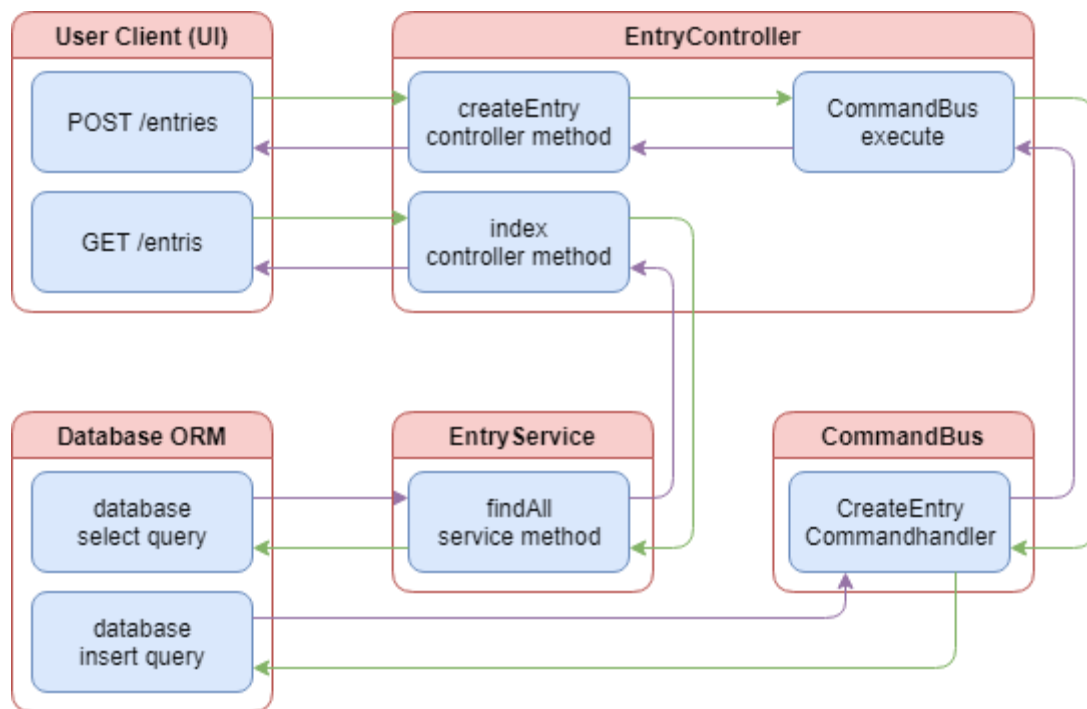 User Client (UI)
POST /entries
GET /entris
EntryController
createEntry
controller method
CommandBus
execute
index
controller method
Database ORM
database
select query
database
insert query
EntryService
findAll
service method
CommandBus
CreateEntry
Commandhandler